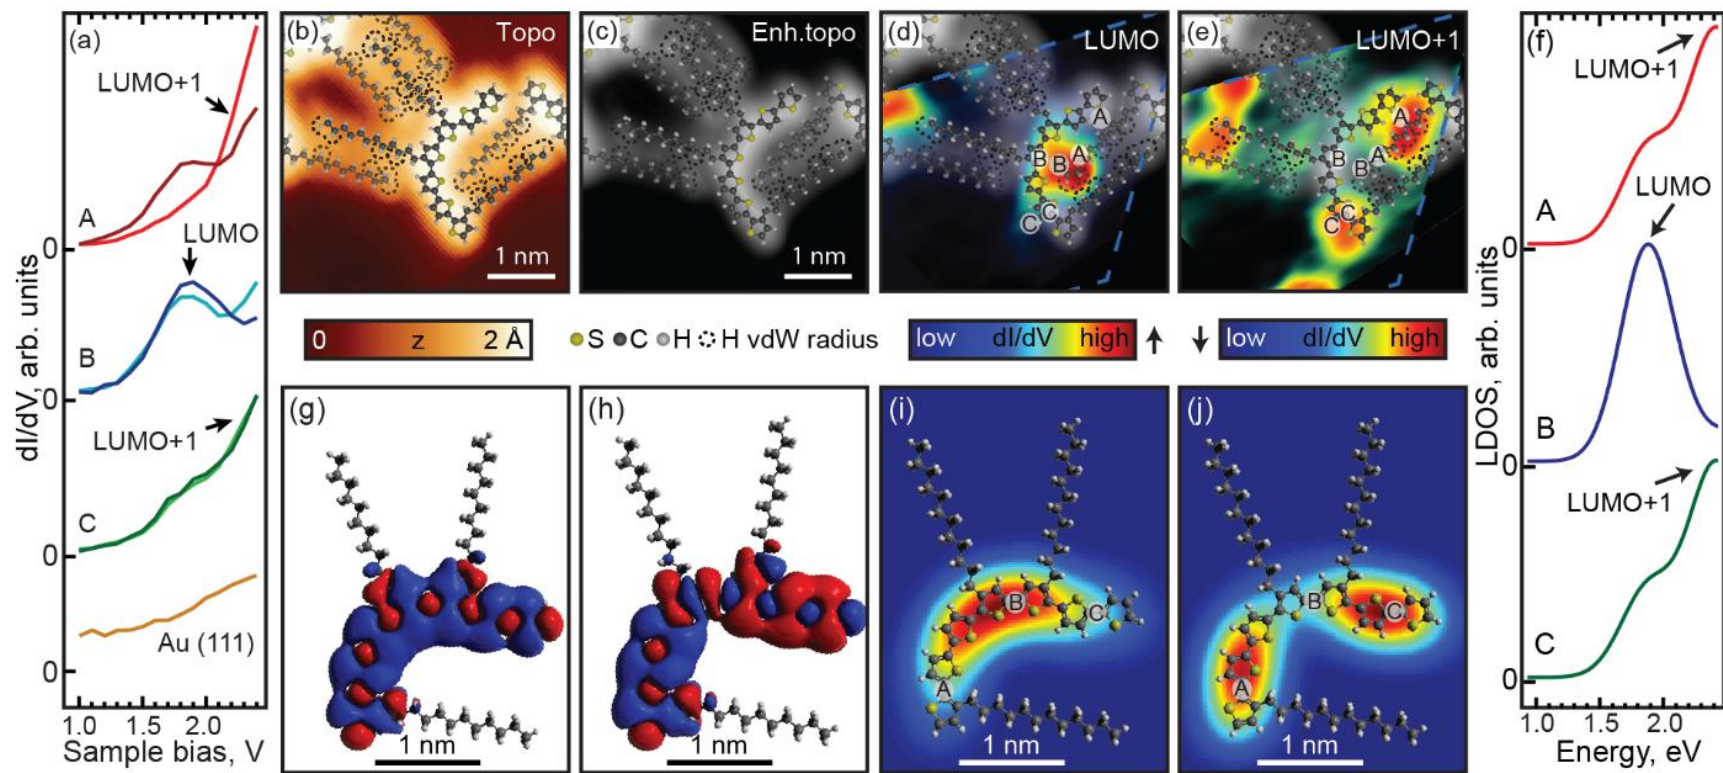 (a)
LUMO+1
A
0
LUMO
B
0
LUMO+1
C
0
Au (111)
0
dI/dV, arb. units
1.0 1.5 2.0
Sample bias, V
(b) Topo
1 nm
(c) Enh.topo
1 nm
(d) LUMO
A
B A
B
C C
(e) LUMO+1
A
B A
B
C C
0 z 2 Å
S C H H vdW radius
low dI/dV high
low dI/dV high
(f)
LUMO+1
A
0
LUMO
B
0
LUMO+1
C
0
LDOS, arb. units
1.0 1.5 2.0
Energy, eV
(g)
1 nm
(h)
1 nm
(i)
B
C
A
1 nm
(j)
B
C
A
1 nm